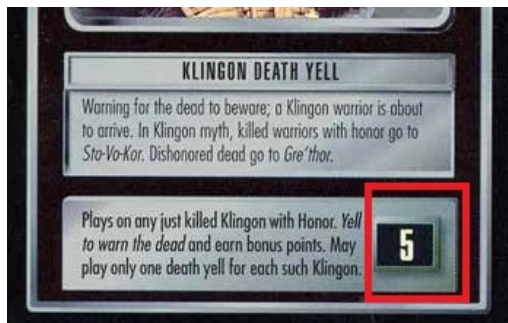 KLINGON DEATH YELL
Warning for the dead to beware; a Klingon warrior is about
to arrive. In Klingon myth, killed warriors with honor go to
Sto-Vo-Kor. Dishonored dead go to Gre'thor.
Plays on any just killed Klingon with Honor. Yell
to warn the dead and earn bonus points. May
play only one death yell for each such Klingon.
5